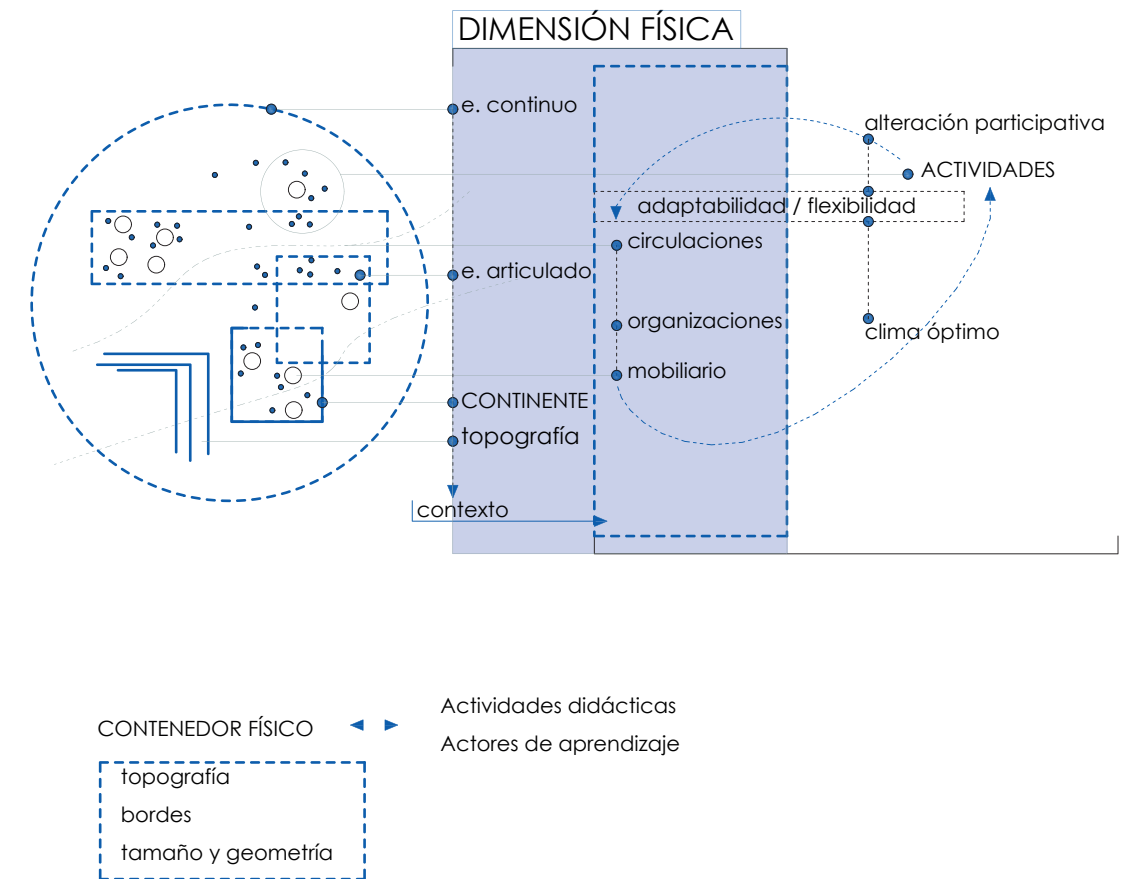 DIMENSIÓN FÍSICA
e. continuo
alteración participativa
ACTIVIDADES
adaptabilidad / flexibilidad
circulaciones
e. articulado
organizaciones
clima óptimo
mobiliario
CONTINENTE
topografía
contexto
Actividades didácticas
CONTENEDOR FÍSICO
Actores de aprendizaje
topografía
bordes
tamaño y geometría